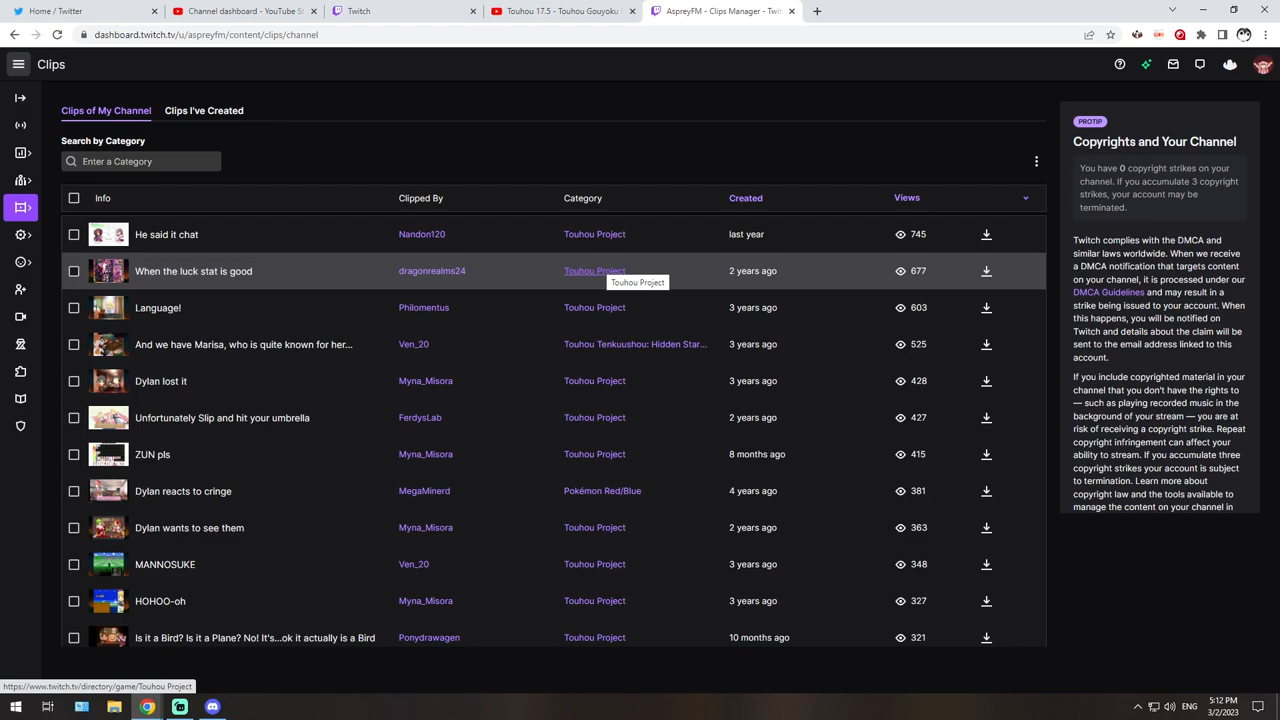 Home / Twitter
Channel dashboard - YouTube St
Twitch
Touhou 17.5 - Touhou Gouyoku
AspreyFM - Clips Manager - Twit
dashboard.twitch.tv/u/aspreyfm/content/clips/channel
Clips
Clips of My Channel
Clips I've Created
Search by Category
Enter a Category
Info Clipped By Category Created Views
He said it chat Nandon120 Touhou Project last year 745
When the luck stat is good dragonrealms24 Touhou Project 2 years ago 677
Touhou Project
Language! Philomentus Touhou Project 3 years ago 603
And we have Marisa, who is quite known for her... Ven_20 Touhou Tenkuushou: Hidden Star... 3 years ago 525
Dylan lost it Myna_Misora Touhou Project 3 years ago 428
Unfortunately Slip and hit your umbrella FerdysLab Touhou Project 2 years ago 427
ZUN pls Myna_Misora Touhou Project 8 months ago 415
Dylan reacts to cringe MegaMinerd Pokémon Red/Blue 4 years ago 381
Dylan wants to see them Myna_Misora Touhou Project 2 years ago 363
MANNOSUKE Ven_20 Touhou Project 3 years ago 348
HOHOO-oh Myna_Misora Touhou Project 3 years ago 327
Is it a Bird? Is it a Plane? No! It's...ok it actually is a Bird Ponydrawagen Touhou Project 10 months ago 321
PROTIP
Copyrights and Your Channel
You have 0 copyright strikes on your
channel. If you accumulate 3 copyright
strikes, your account may be
terminated.
Twitch complies with the DMCA and
similar laws worldwide. When we receive
a DMCA notification that targets content
on your channel, it is processed under our
DMCA Guidelines and may result in a
strike being issued to your account. When
this happens, you will be notified on
Twitch and details about the claim will be
sent to the email address linked to this
account.
If you include copyrighted material in your
channel that you don't have the rights to
— such as playing recorded music in the
background of your stream — you are at
risk of receiving a copyright strike. Repeat
copyright infringement can affect your
ability to stream. If you accumulate three
copyright strikes your account is subject
to termination. Learn more about
copyright law and the tools available to
manage the content on your channel in
https://www.twitch.tv/directory/game/Touhou Project
ENG
5:12 PM
3/2/2023